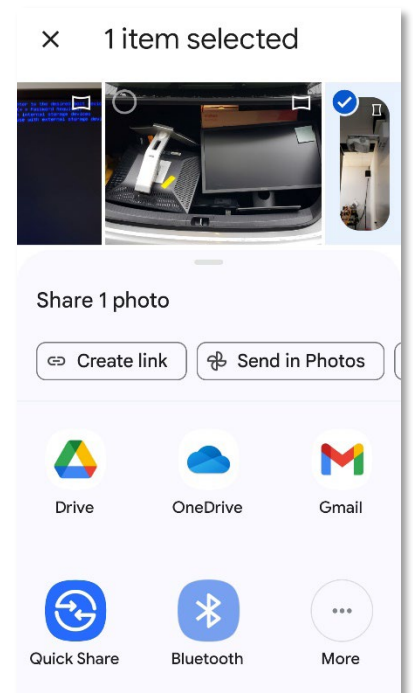 1 item selected
Share 1 photo
Create link
Send in Photos
Drive
OneDrive
Gmail
Quick Share
Bluetooth
More